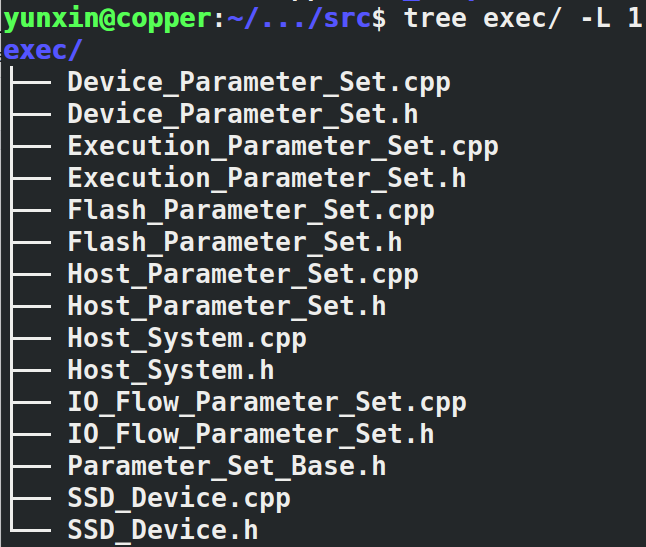 yunxin@copper:~/.../src$ tree exec/ -L 1
exec/
├── Device_Parameter_Set.cpp
├── Device_Parameter_Set.h
├── Execution_Parameter_Set.cpp
├── Execution_Parameter_Set.h
├── Flash_Parameter_Set.cpp
├── Flash_Parameter_Set.h
├── Host_Parameter_Set.cpp
├── Host_Parameter_Set.h
├── Host_System.cpp
├── Host_System.h
├── IO_Flow_Parameter_Set.cpp
├── IO_Flow_Parameter_Set.h
├── Parameter_Set_Base.h
├── SSD_Device.cpp
└── SSD_Device.h